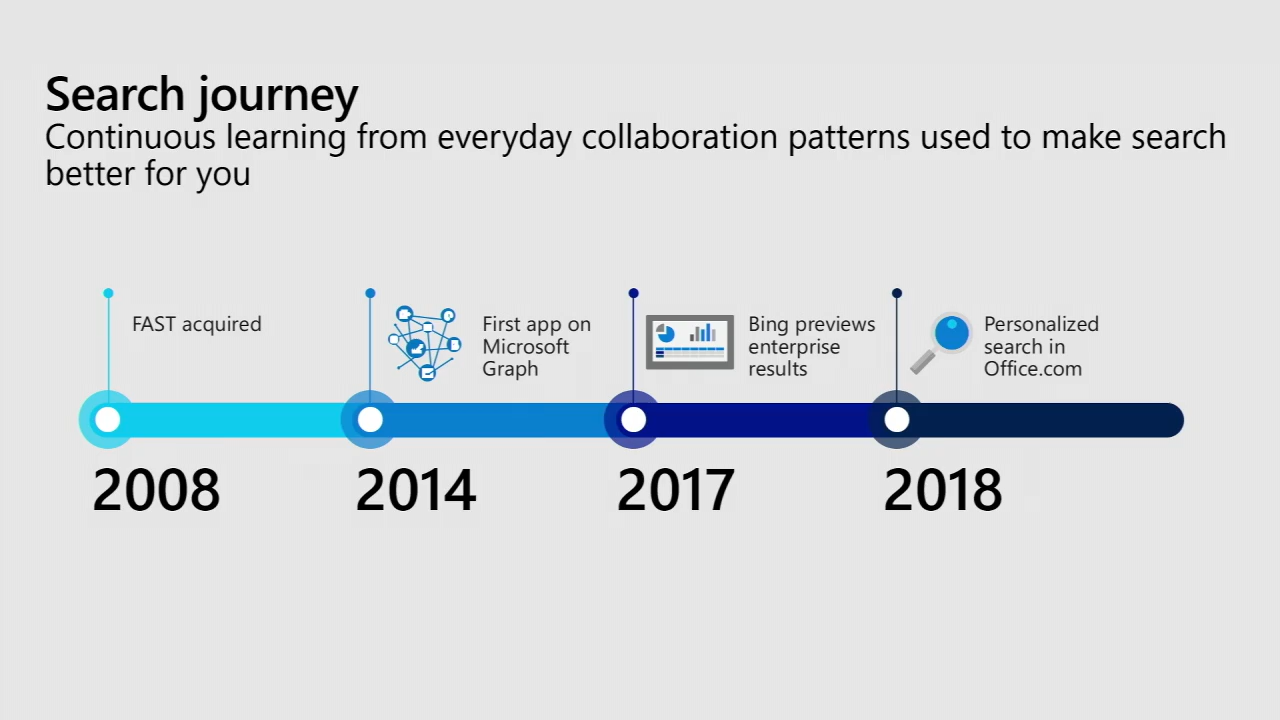 Search journey
Continuous learning from everyday collaboration patterns used to make search
better for you
FAST acquired
First app on
Microsoft
Graph
Bing previews
enterprise
results
Personalized
search in
Office.com
2008
2014
2017
2018